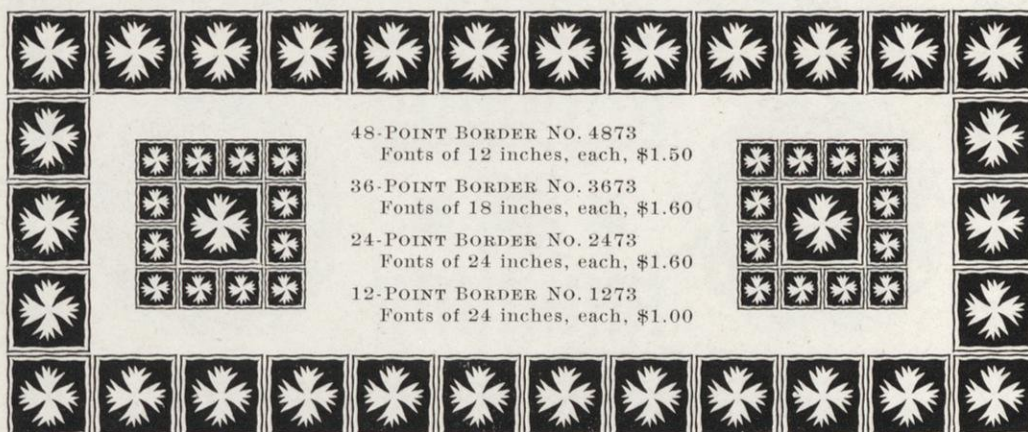 48-Point Border No. 4873
Fonts of 12 inches, each, $1.50
36-Point Border No. 3673
Fonts of 18 inches, each, $1.60
24-Point Border No. 2473
Fonts of 24 inches, each, $1.60
12-Point Border No. 1273
Fonts of 24 inches, each, $1.00